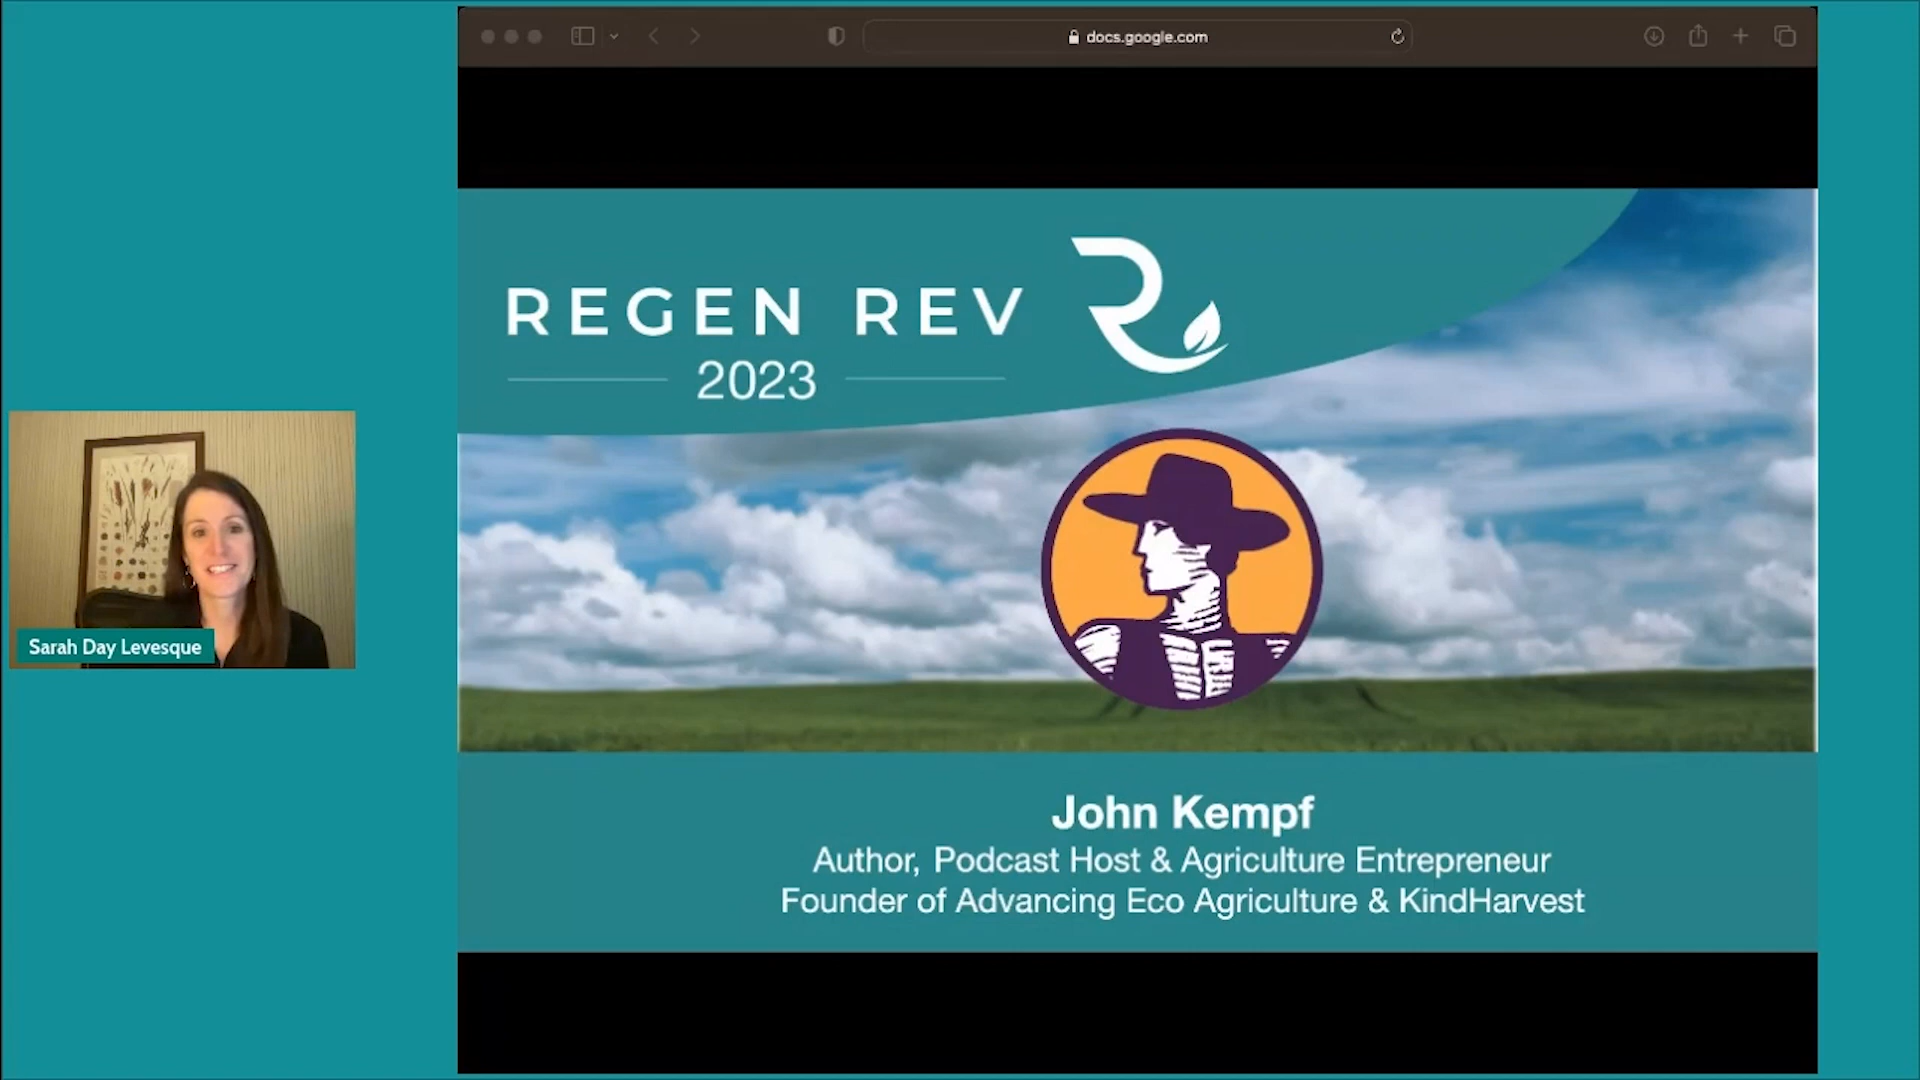 docs.google.com
REGEN REV
2023
Sarah Day Levesque
John Kempf
Author, Podcast Host & Agriculture Entrepreneur
Founder of Advancing Eco Agriculture & KindHarvest